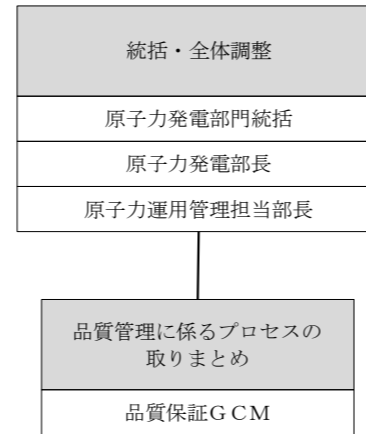 統括・全体調整
原子力発電部門統括
原子力発電部長
原子力運用管理担当部長
品質管理に係るプロセスの
取りまとめ
品質保証ＧＣＭ